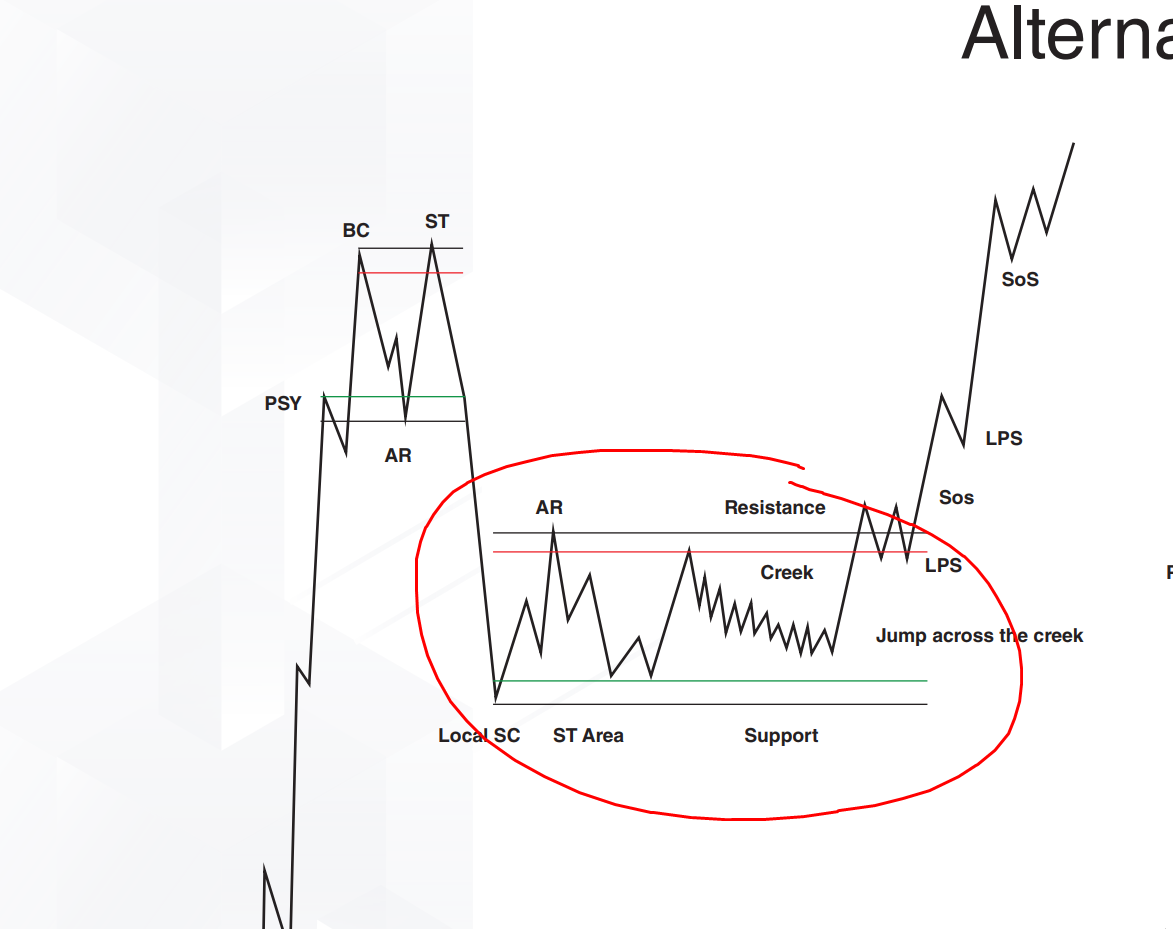 Alterna
BC
ST
PSY
AR
SoS
LPS
Sos
AR
Resistance
LPS
Creek
Jump across the creek
Local SC
ST Area
Support